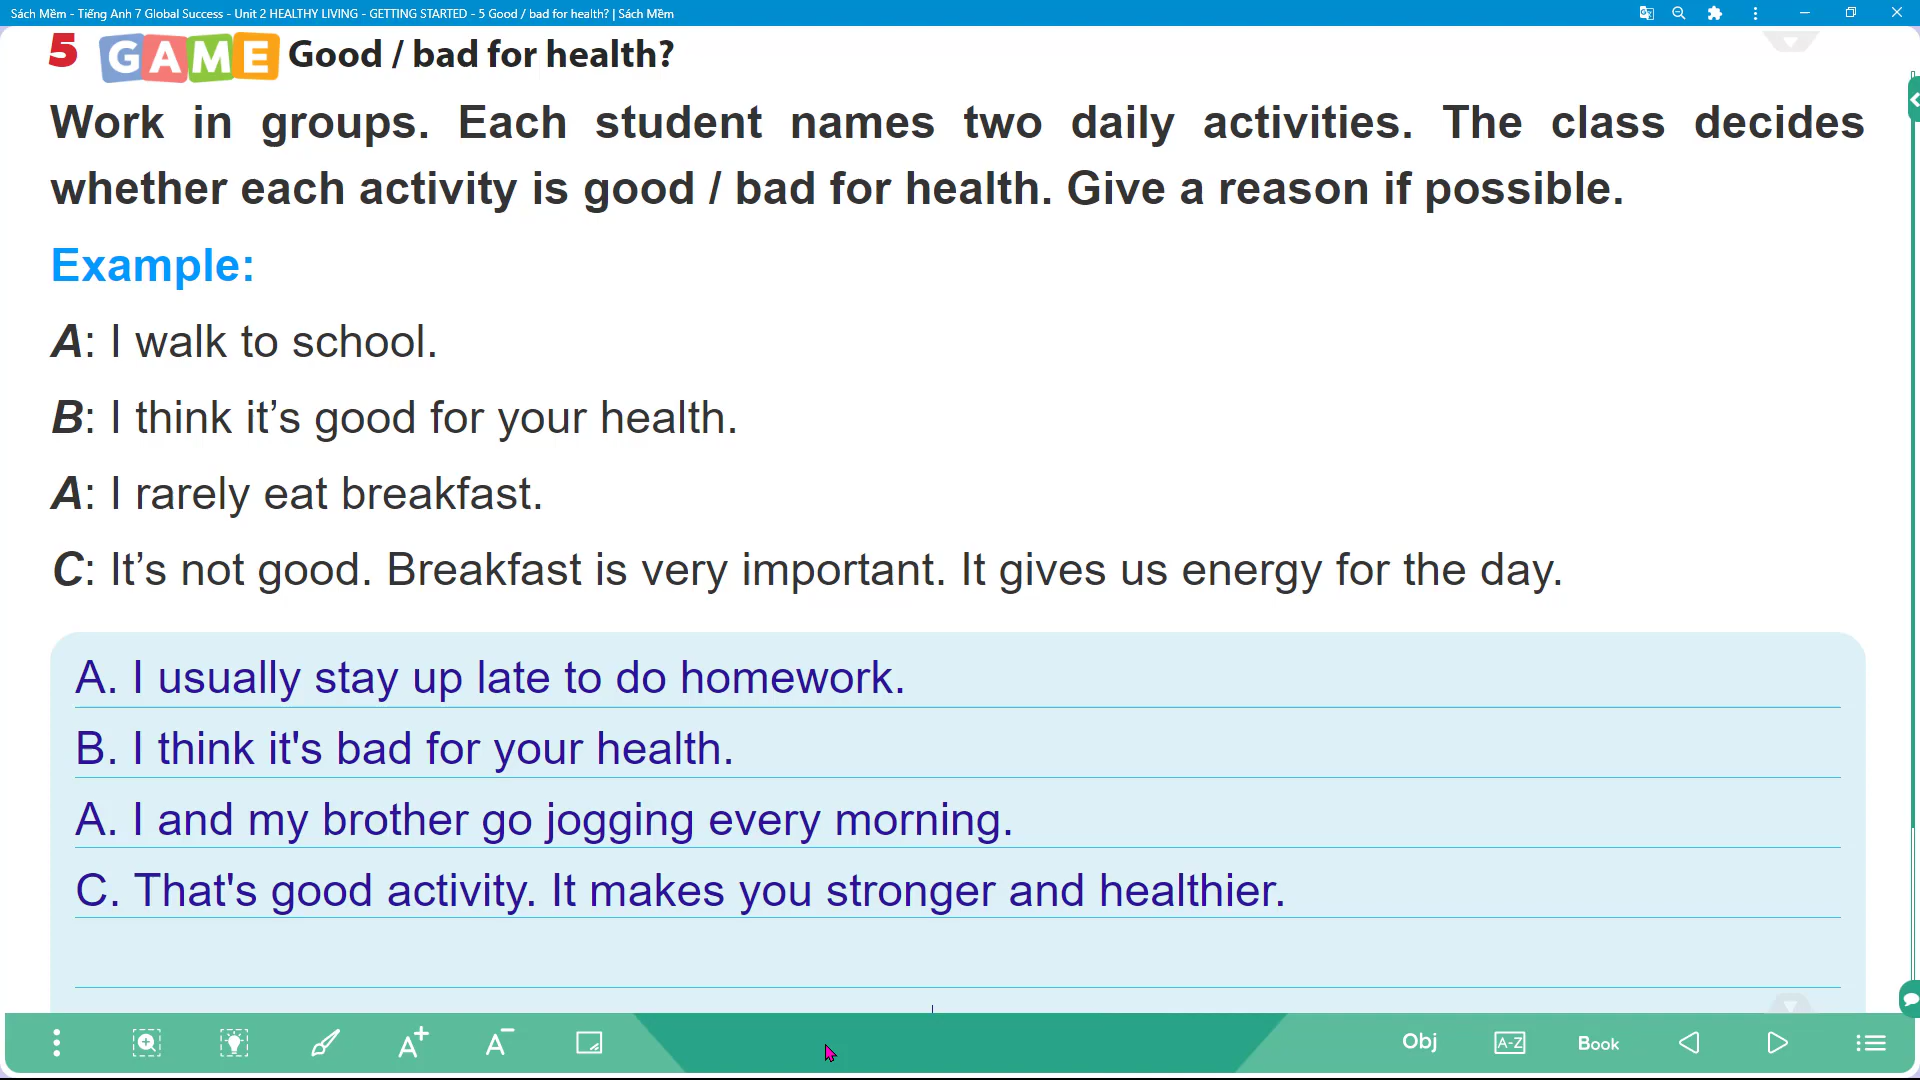 Sách Mềm - Tiếng Anh 7 Global Success - Unit 2 HEALTHY LIVING - GETTING STARTED - 5 Good / bad for health? | Sách Mềm
5 GAME Good / bad for health?
Work in groups. Each student names two daily activities. The class decides
whether each activity is good / bad for health. Give a reason if possible.
Example:
A: I walk to school.
B: I think it’s good for your health.
A: I rarely eat breakfast.
C: It’s not good. Breakfast is very important. It gives us energy for the day.
A. I usually stay up late to do homework.
B. I think it's bad for your health.
A. I and my brother go jogging every morning.
C. That's good activity. It makes you stronger and healthier.
A+ A− Obj A-Z Book